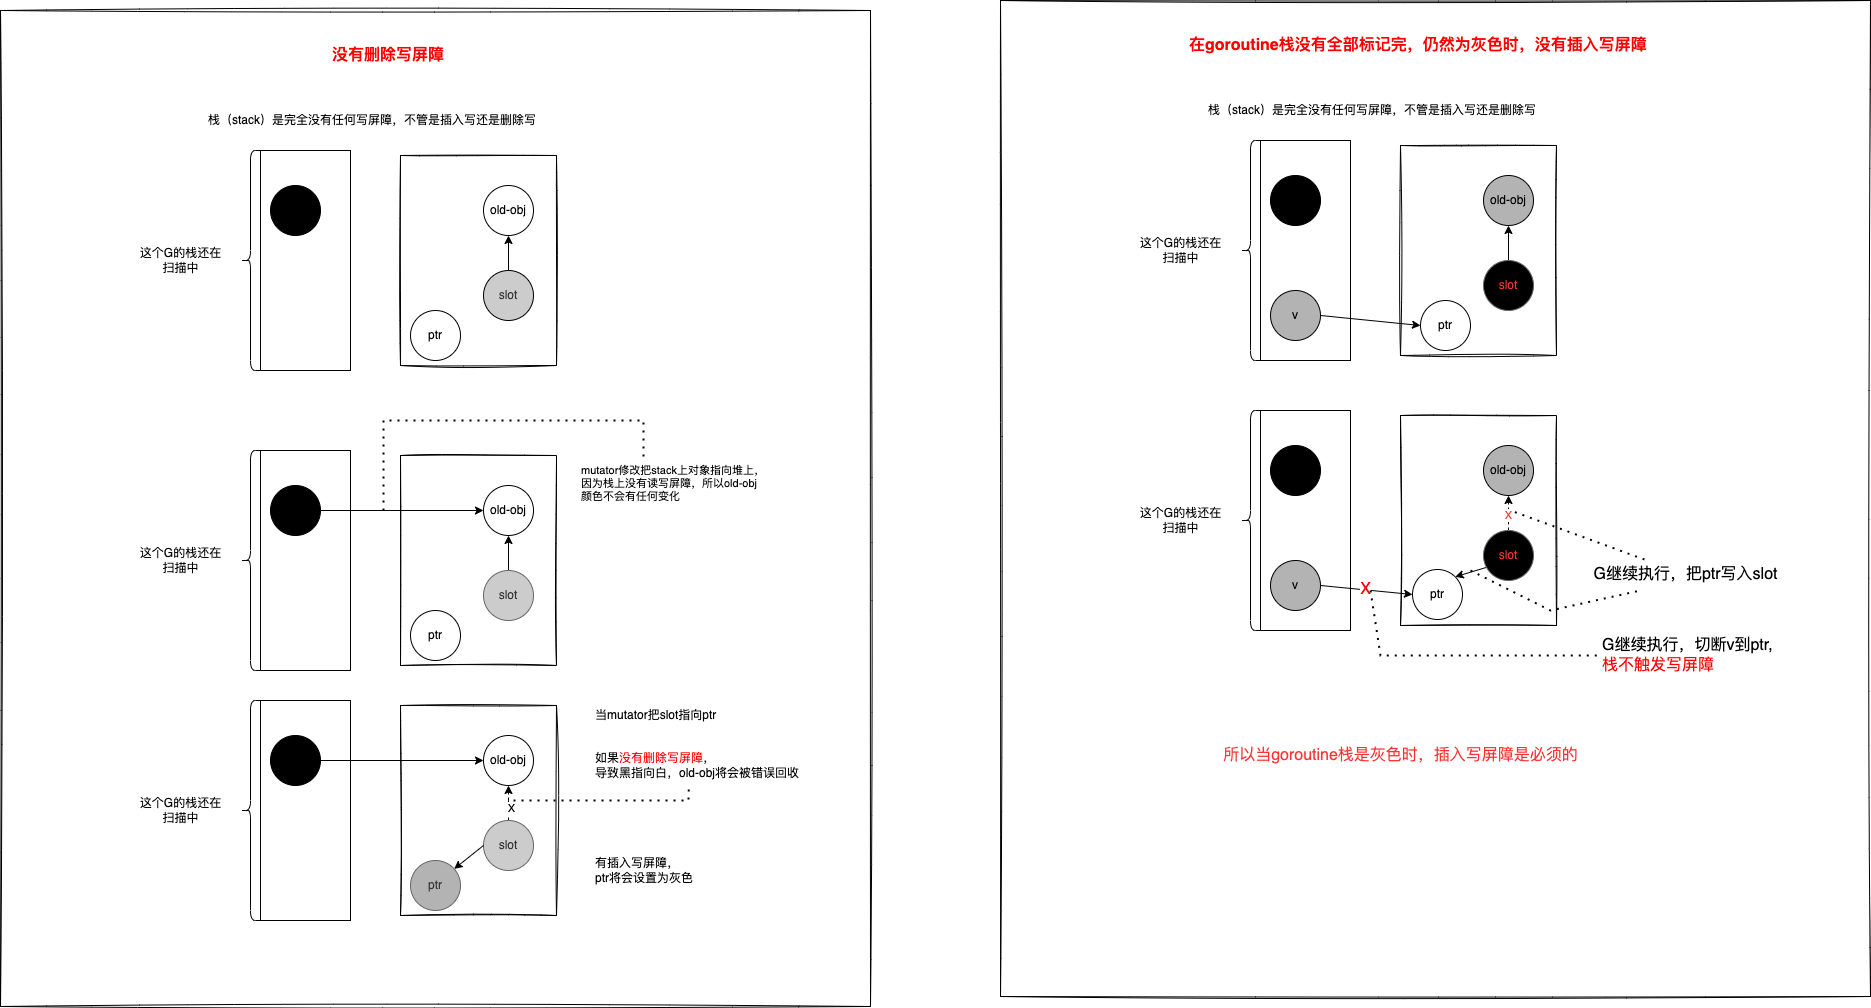 没有删除写屏障
栈（stack）是完全没有任何写屏障，不管是插入写还是删除写
old-obj
这个G的栈还在
扫描中
slot
ptr
mutator修改把stack上对象指向堆上，
因为栈上没有读写屏障，所以old-obj
颜色不会有任何变化
old-obj
这个G的栈还在
扫描中
slot
ptr
当mutator把slot指向ptr
old-obj
如果没有删除写屏障，
导致黑指向白，old-obj将会被错误回收
这个G的栈还在
扫描中
x
slot
有插入写屏障，
ptr将会设置为灰色
ptr
在goroutine栈没有全部标记完，仍然为灰色时，没有插入写屏障
栈（stack）是完全没有任何写屏障，不管是插入写还是删除写
old-obj
这个G的栈还在
扫描中
slot
v
ptr
old-obj
这个G的栈还在
扫描中
x
slot
G继续执行，把ptr写入slot
v
X
ptr
G继续执行，切断v到ptr,
栈不触发写屏障
所以当goroutine栈是灰色时，插入写屏障是必须的